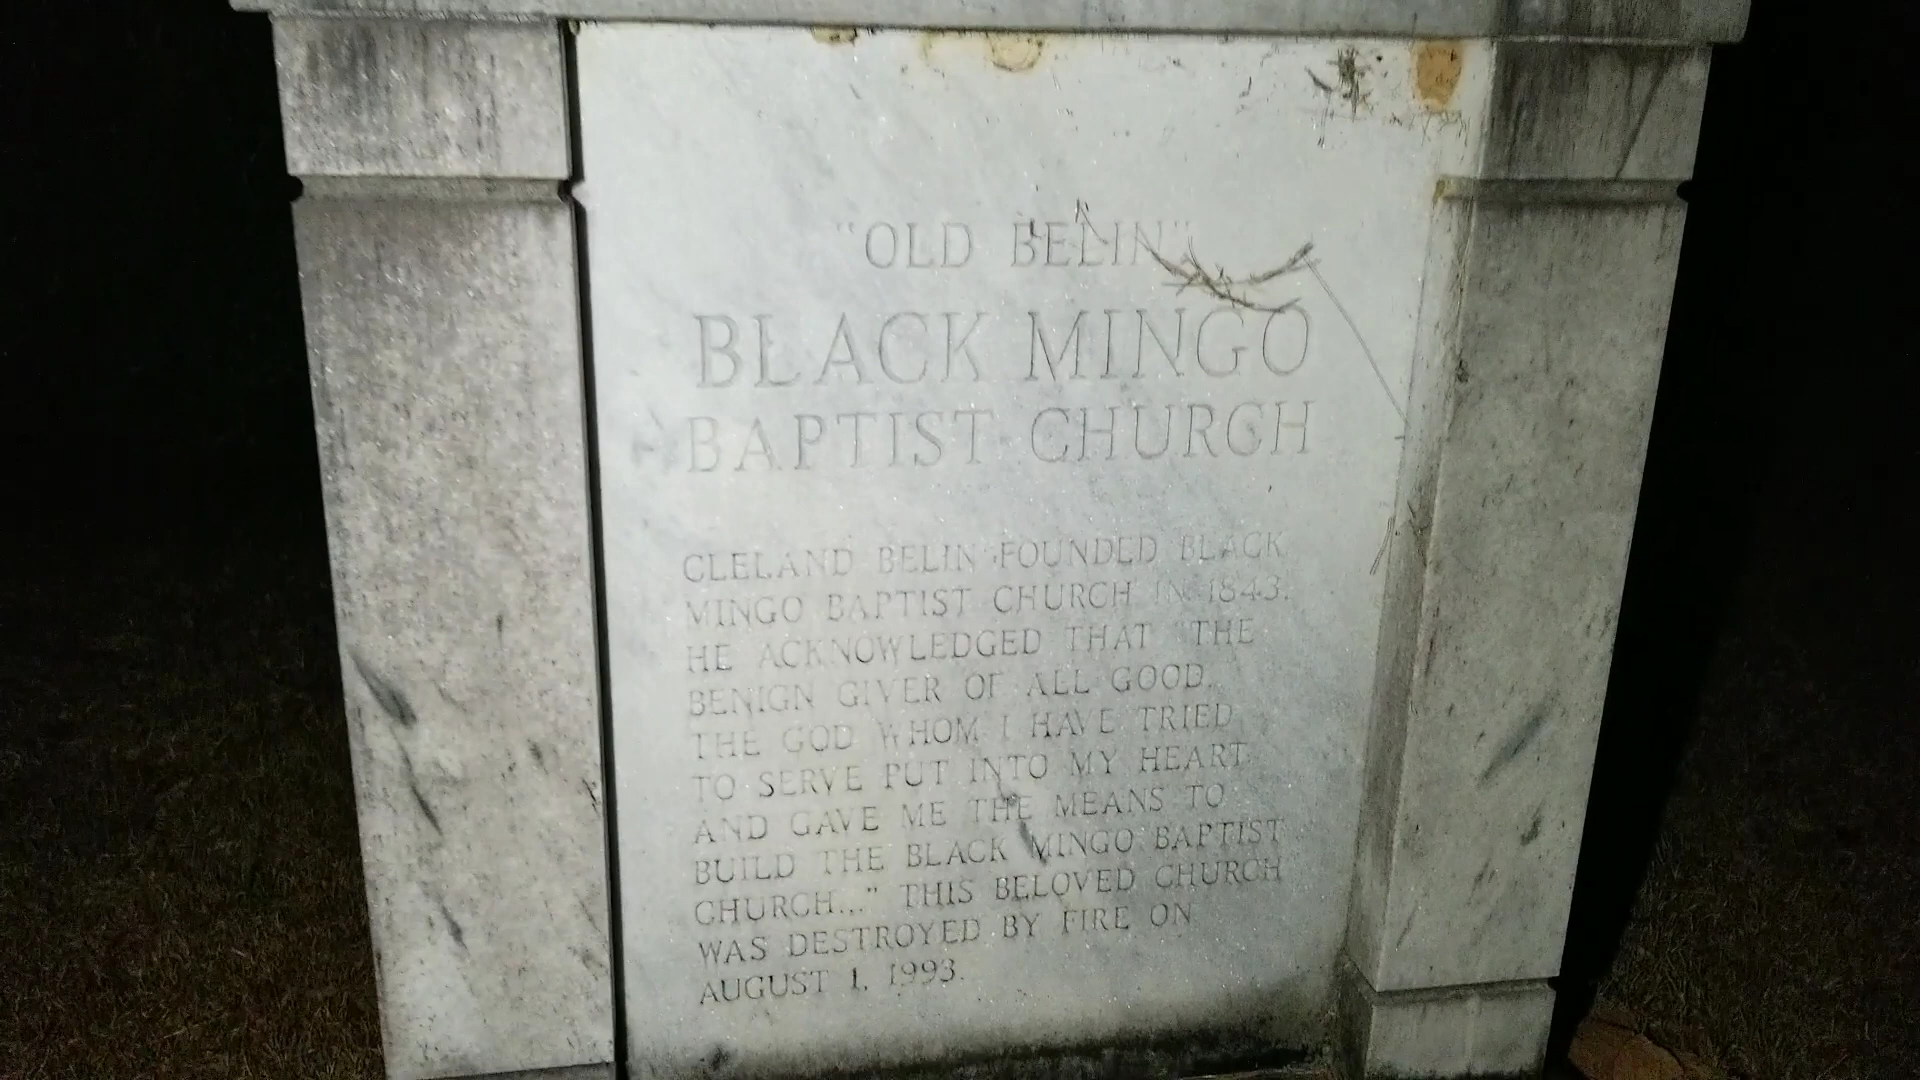 "OLD BELIN"
BLACK MINGO
BAPTIST CHURCH
CLELAND BELIN FOUNDED BLACK
MINGO BAPTIST CHURCH IN 1843.
HE ACKNOWLEDGED THAT "THE
BENIGN GIVER OF ALL GOOD,
THE GOD WHOM I HAVE TRIED
TO SERVE PUT INTO MY HEART
AND GAVE ME THE MEANS TO
BUILD THE BLACK MINGO BAPTIST
CHURCH..." THIS BELOVED CHURCH
WAS DESTROYED BY FIRE ON
AUGUST 1, 1993.